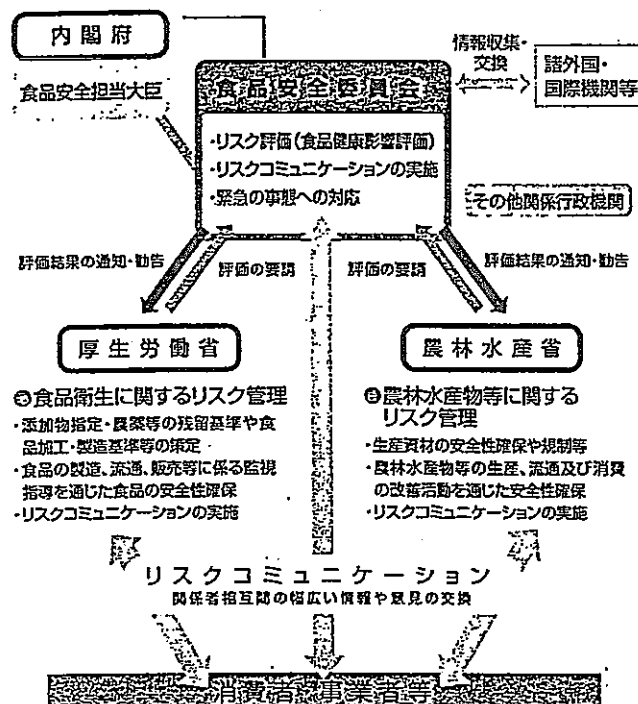 内閣府
食品安全担当大臣
食品安全委員会
・リスク評価(食品健康影響評価)
・リスクコミュニケーションの実施
・緊急の事態への対応
情報収集・
交換
諸外国・
国際機関等
その他関係行政機関
評価結果の通知・勧告
評価の要請
評価の要請
評価結果の通知・勧告
厚生労働省
食品衛生に関するリスク管理
・添加物指定・農薬等の残留基準や食
品加工・製造基準等の策定
・食品の製造、流通、販売等に係る監視
指導を通じた食品の安全性確保
・リスクコミュニケーションの実施
農林水産省
農林水産物等に関する
リスク管理
・生産資材の安全性確保や規制等
・農林水産物等の生産、流通及び消費
の改善活動を通じた安全性確保
・リスクコミュニケーションの実施
リスクコミュニケーション
関係者相互間の幅広い情報や意見の交換
消費者・事業者等